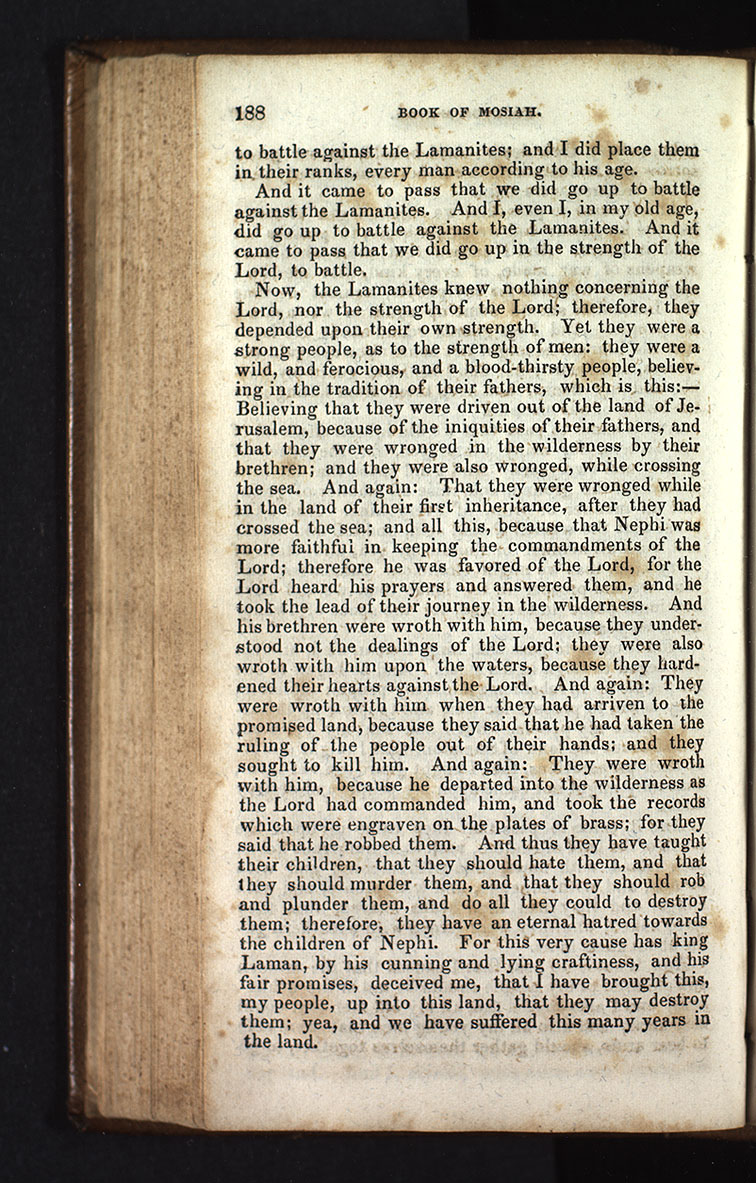 188 BOOK OF MOSIAH.
to battle against the Lamanites; and I did place them
in their ranks, every man according to his age.
And it came to pass that we did go up to battle
against the Lamanites. And I, even I, in my old age,
did go up to battle against the Lamanites. And it
came to pass that we did go up in the strength of the
Lord, to battle.
Now, the Lamanites knew nothing concerning the
Lord, nor the strength of the Lord; therefore, they
depended upon their own strength. Yet they were a
strong people, as to the strength of men: they were a
wild, and ferocious, and a blood-thirsty people, believ-
ing in the tradition of their fathers, which is this:—
Believing that they were driven out of the land of Je-
rusalem, because of the iniquities of their fathers, and
that they were wronged in the wilderness by their
brethren; and they were also wronged, while crossing
the sea. And again: That they were wronged while
in the land of their first inheritance, after they had
crossed the sea; and all this, because that Nephi was
more faithful in keeping the commandments of the
Lord; therefore he was favored of the Lord, for the
Lord heard his prayers and answered them, and he
took the lead of their journey in the wilderness. And
his brethren were wroth with him, because they under-
stood not the dealings of the Lord; they were also
wroth with him upon the waters, because they hard-
ened their hearts against the Lord. And again: They
were wroth with him when they had arriven to the
promised land, because they said that he had taken the
ruling of the people out of their hands; and they
sought to kill him. And again: They were wroth
with him, because he departed into the wilderness as
the Lord had commanded him, and took the records
which were engraven on the plates of brass; for they
said that he robbed them. And thus they have taught
their children, that they should hate them, and that
they should murder them, and that they should rob
and plunder them, and do all they could to destroy
them; therefore, they have an eternal hatred towards
the children of Nephi. For this very cause has king
Laman, by his cunning and lying craftiness, and his
fair promises, deceived me, that I have brought this,
my people, up into this land, that they may destroy
them; yea, and we have suffered this many years in
the land.